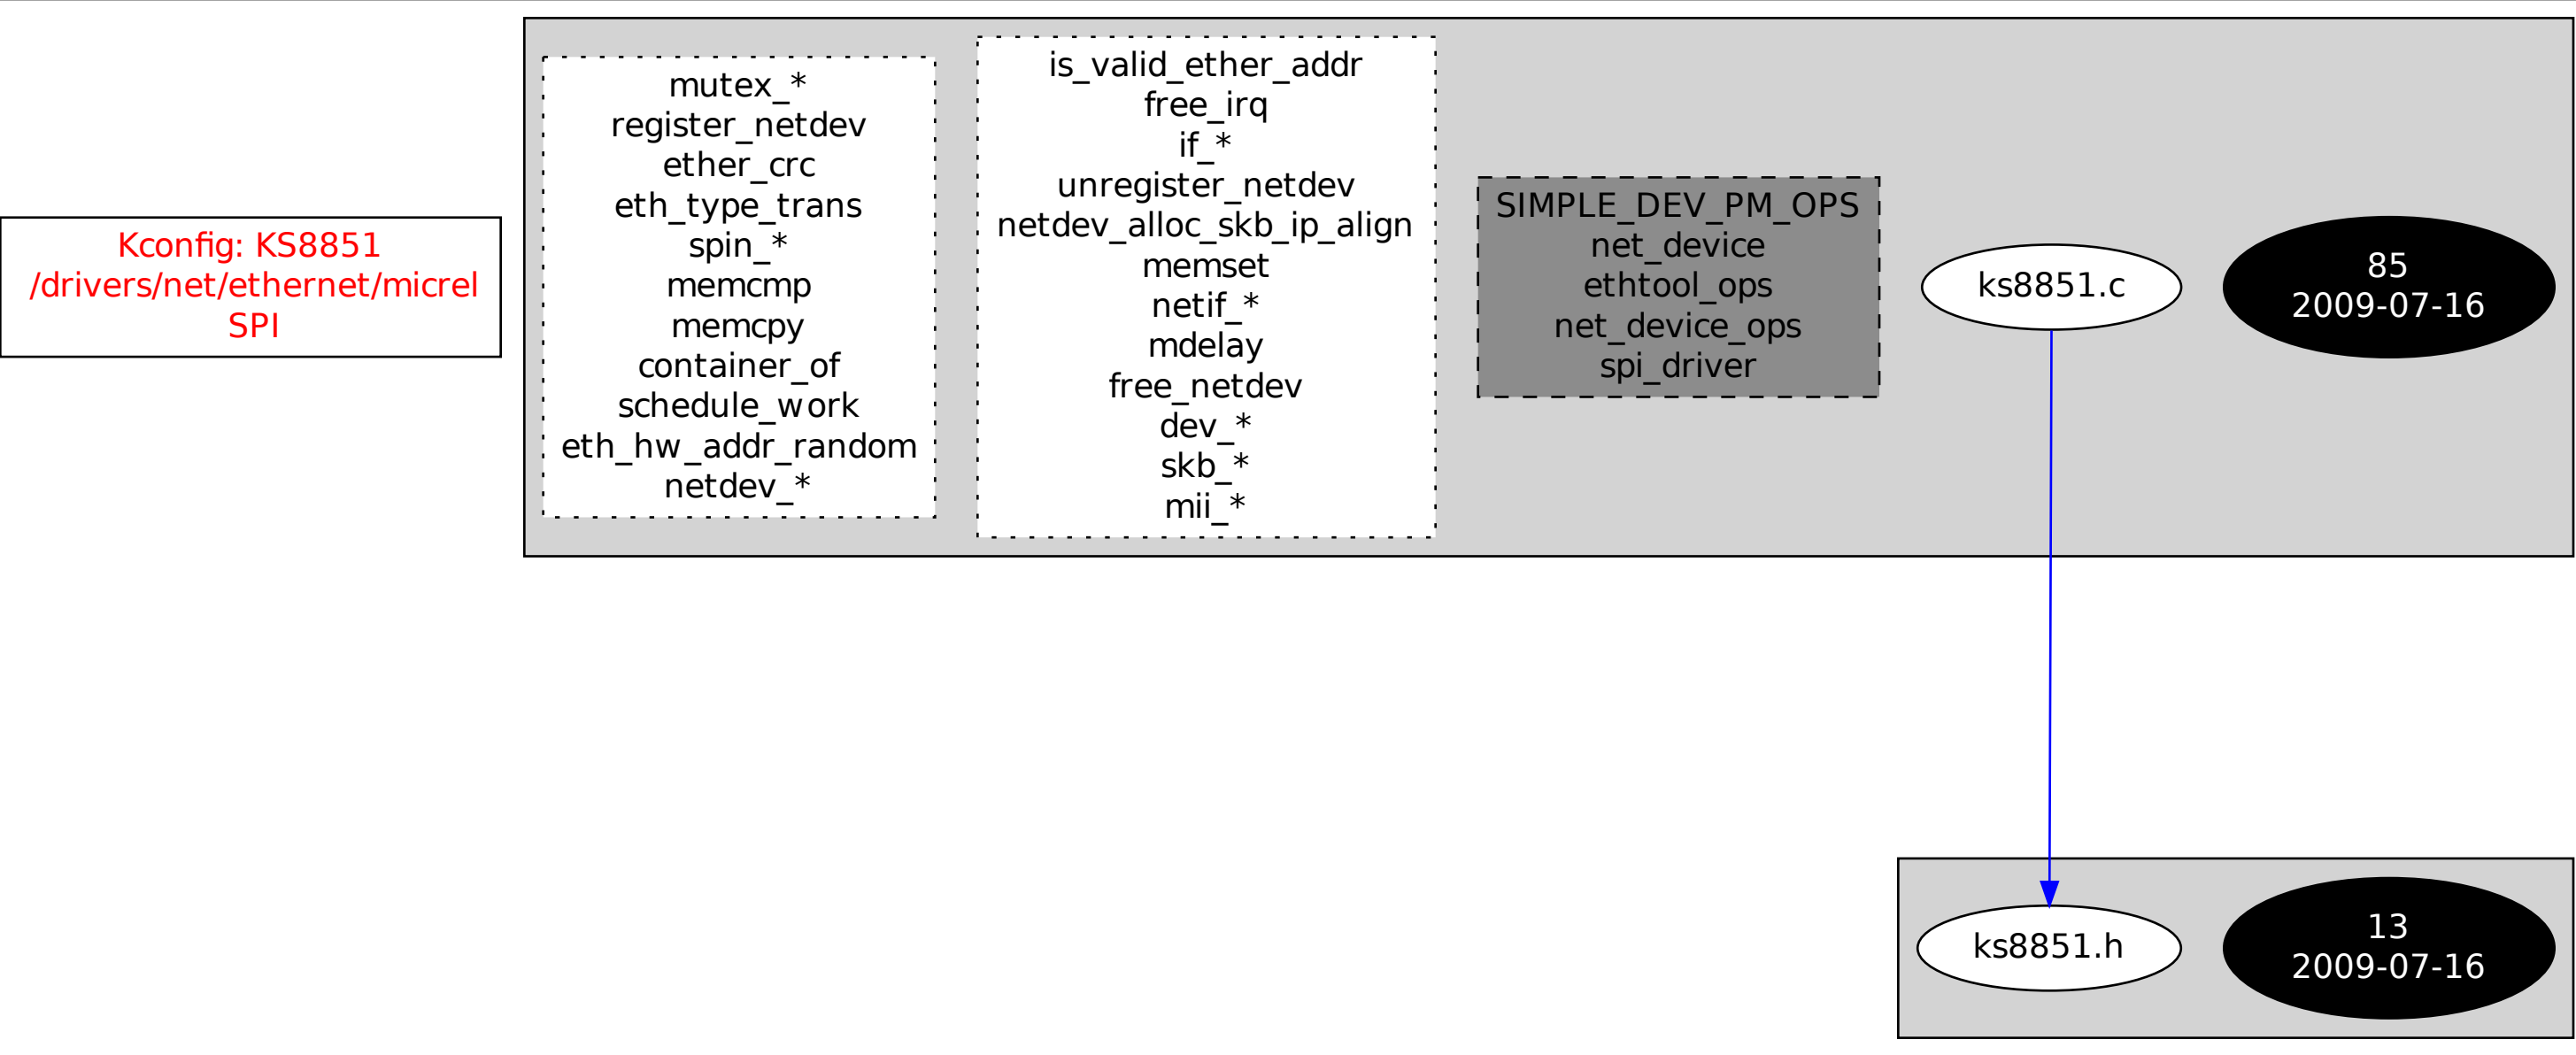 Kconfig: KS8851
/drivers/net/ethernet/micrel
SPI
mutex_*
register_netdev
ether_crc
eth_type_trans
spin_*
memcmp
memcpy
container_of
schedule_work
eth_hw_addr_random
netdev_*
is_valid_ether_addr
free_irq
if_*
unregister_netdev
netdev_alloc_skb_ip_align
memset
netif_*
mdelay
free_netdev
dev_*
skb_*
mii_*
SIMPLE_DEV_PM_OPS
net_device
ethtool_ops
net_device_ops
spi_driver
ks8851.c
85
2009-07-16
ks8851.h
13
2009-07-16